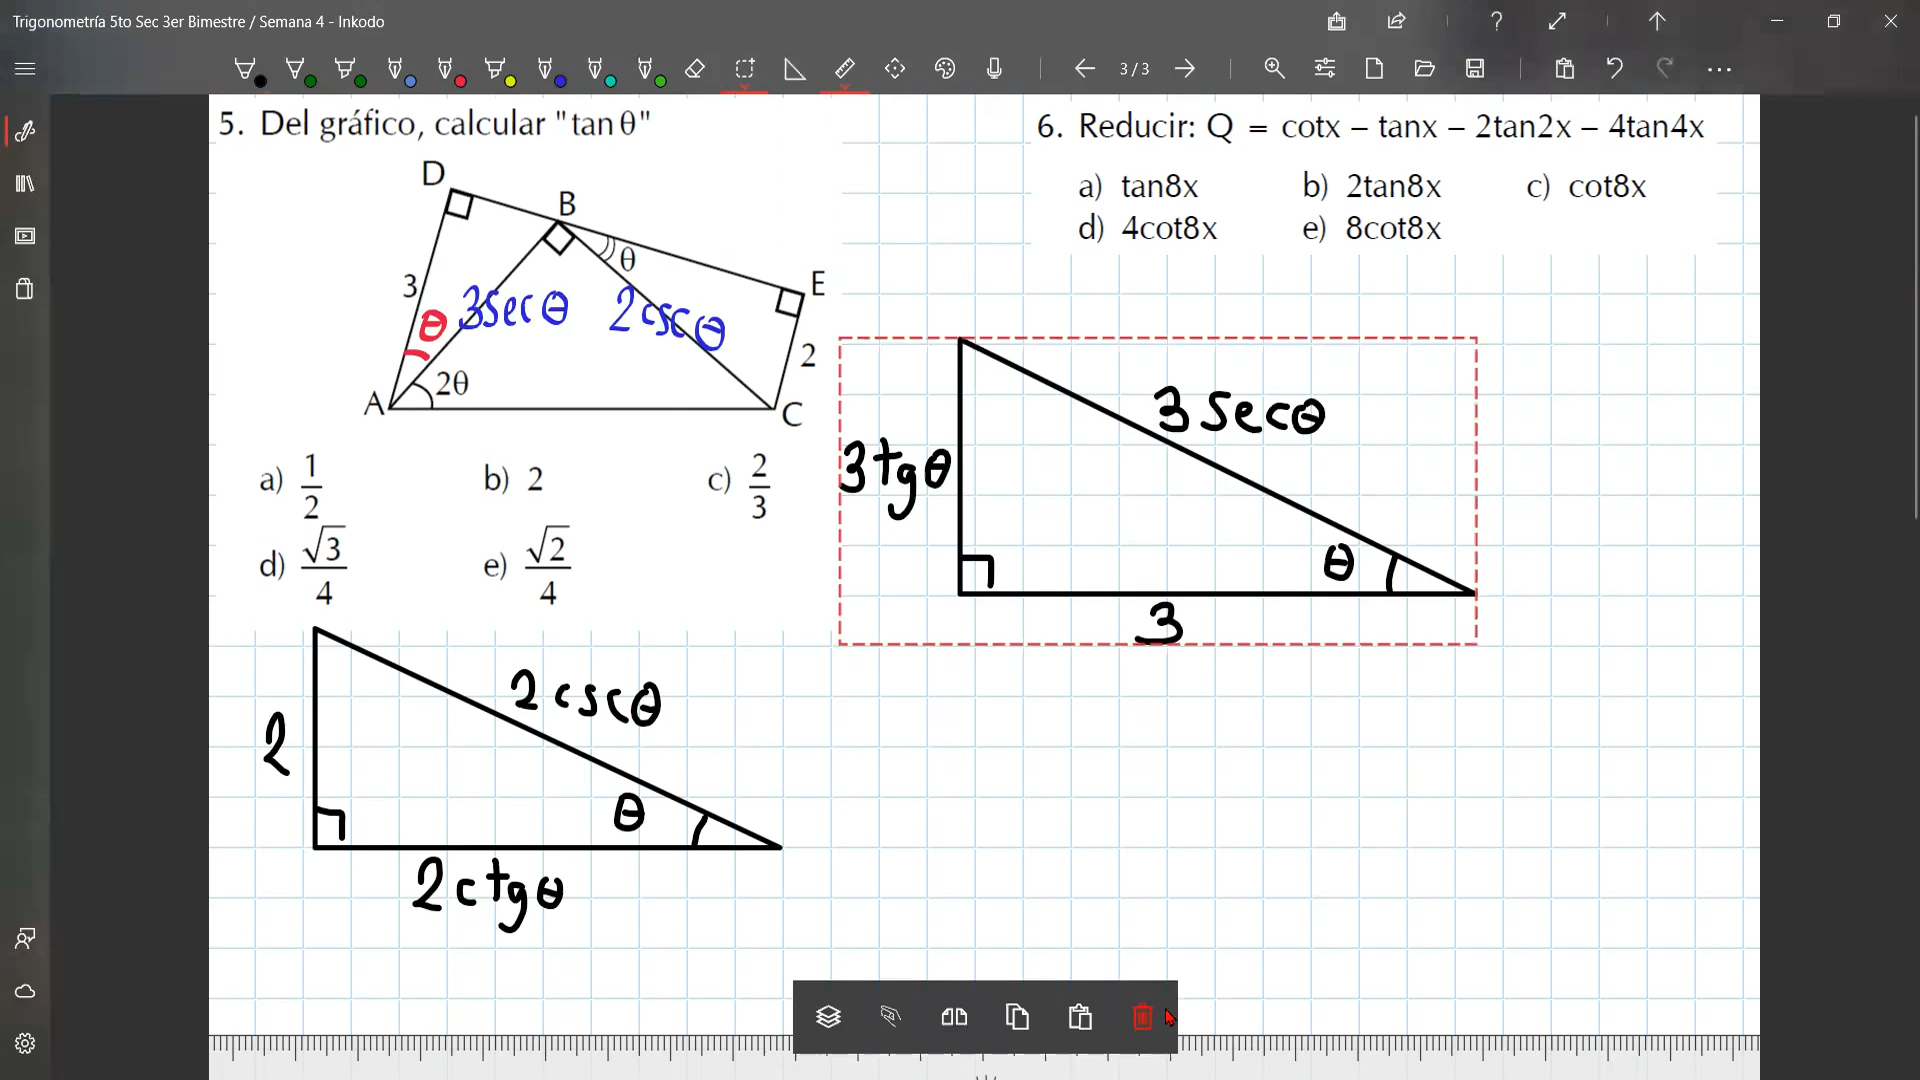 Trigonometría 5to Sec 3er Bimestre / Semana 4 - Inkodo
3 / 3
5. Del gráfico, calcular "tanθ"
D
B
θ
E
3
θ
3secθ
2cscθ
2
2θ
A
C
a) 1/2
b) 2
c) 2/3
d) √3/4
e) √2/4
2cscθ
2
θ
2ctgθ
6. Reducir: Q = cotx – tanx – 2tan2x – 4tan4x
a) tan8x
b) 2tan8x
c) cot8x
d) 4cot8x
e) 8cot8x
3secθ
3tgθ
θ
3